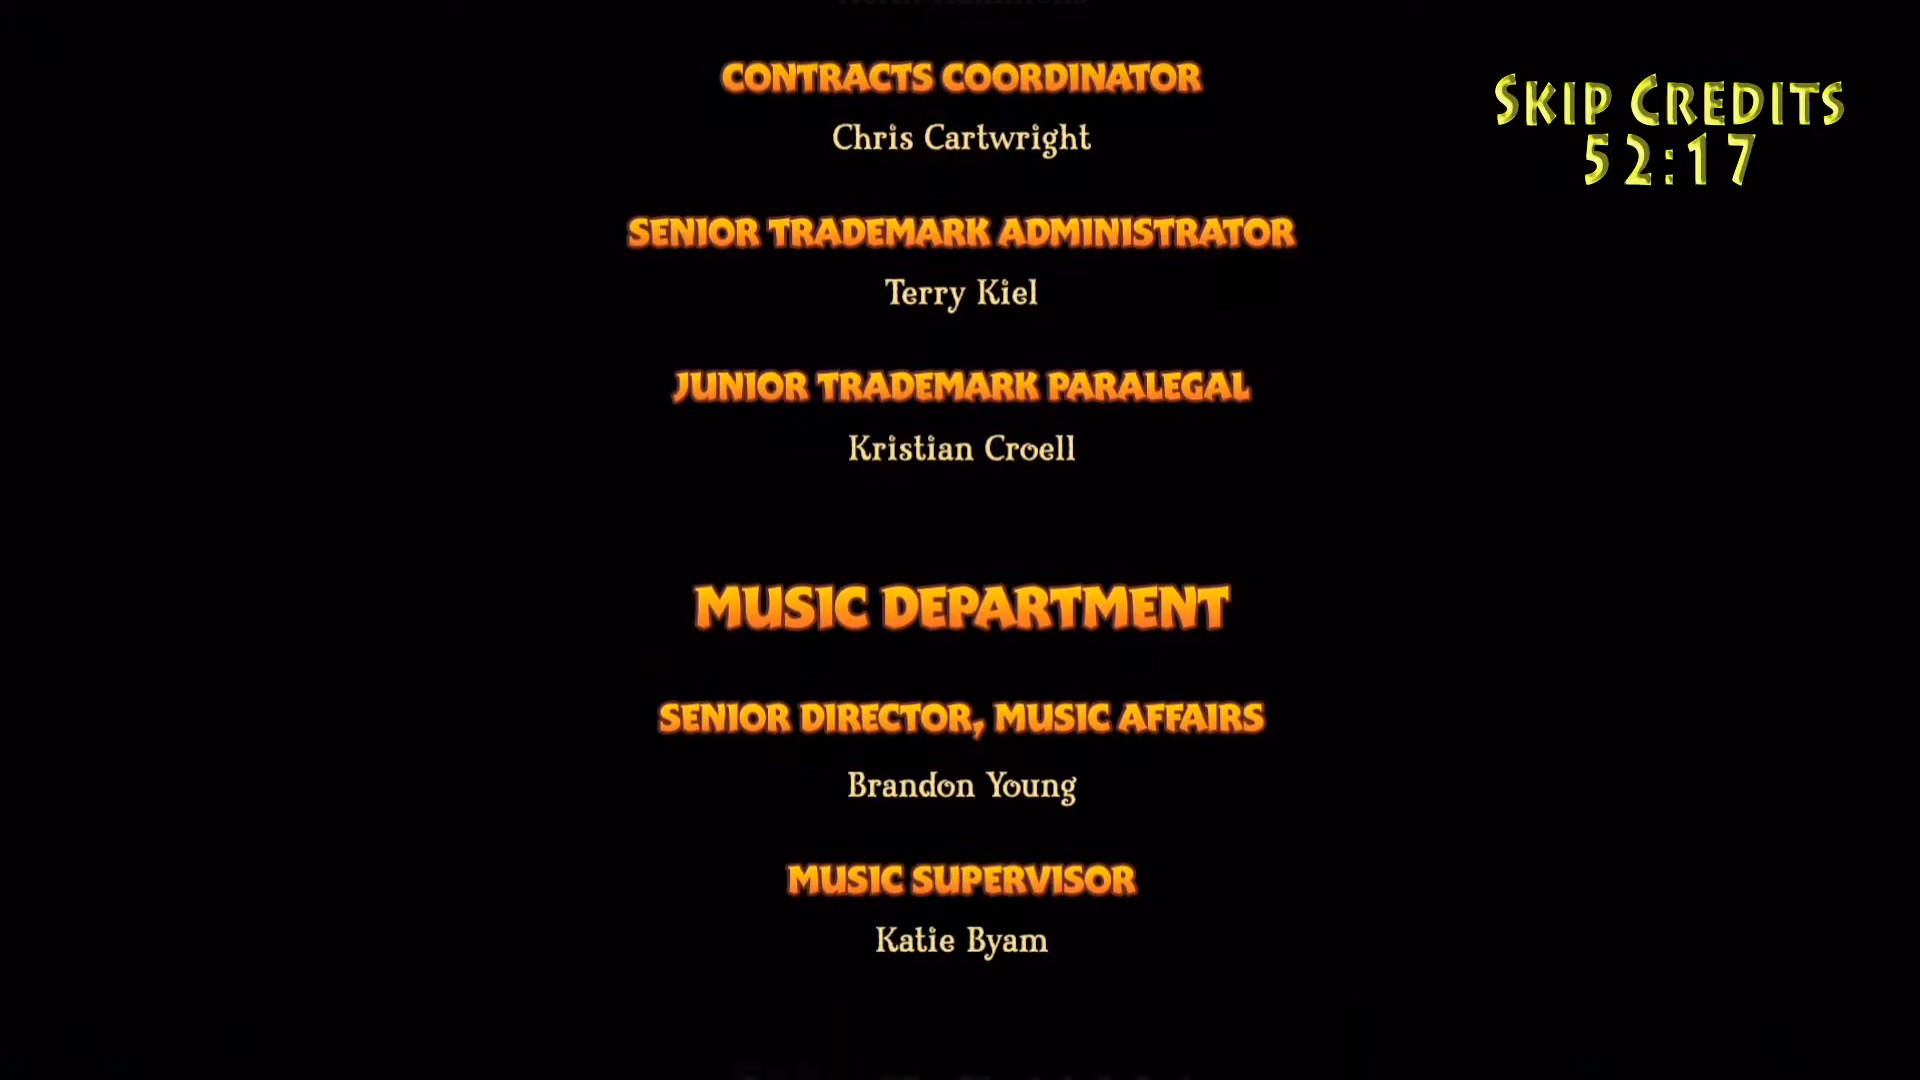 CONTRACTS COORDINATOR
Chris Cartwright
SKIP CREDITS
52:17
SENIOR TRADEMARK ADMINISTRATOR
Terry Kiel
JUNIOR TRADEMARK PARALEGAL
Kristian Croell
MUSIC DEPARTMENT
SENIOR DIRECTOR, MUSIC AFFAIRS
Brandon Young
MUSIC SUPERVISOR
Katie Byam